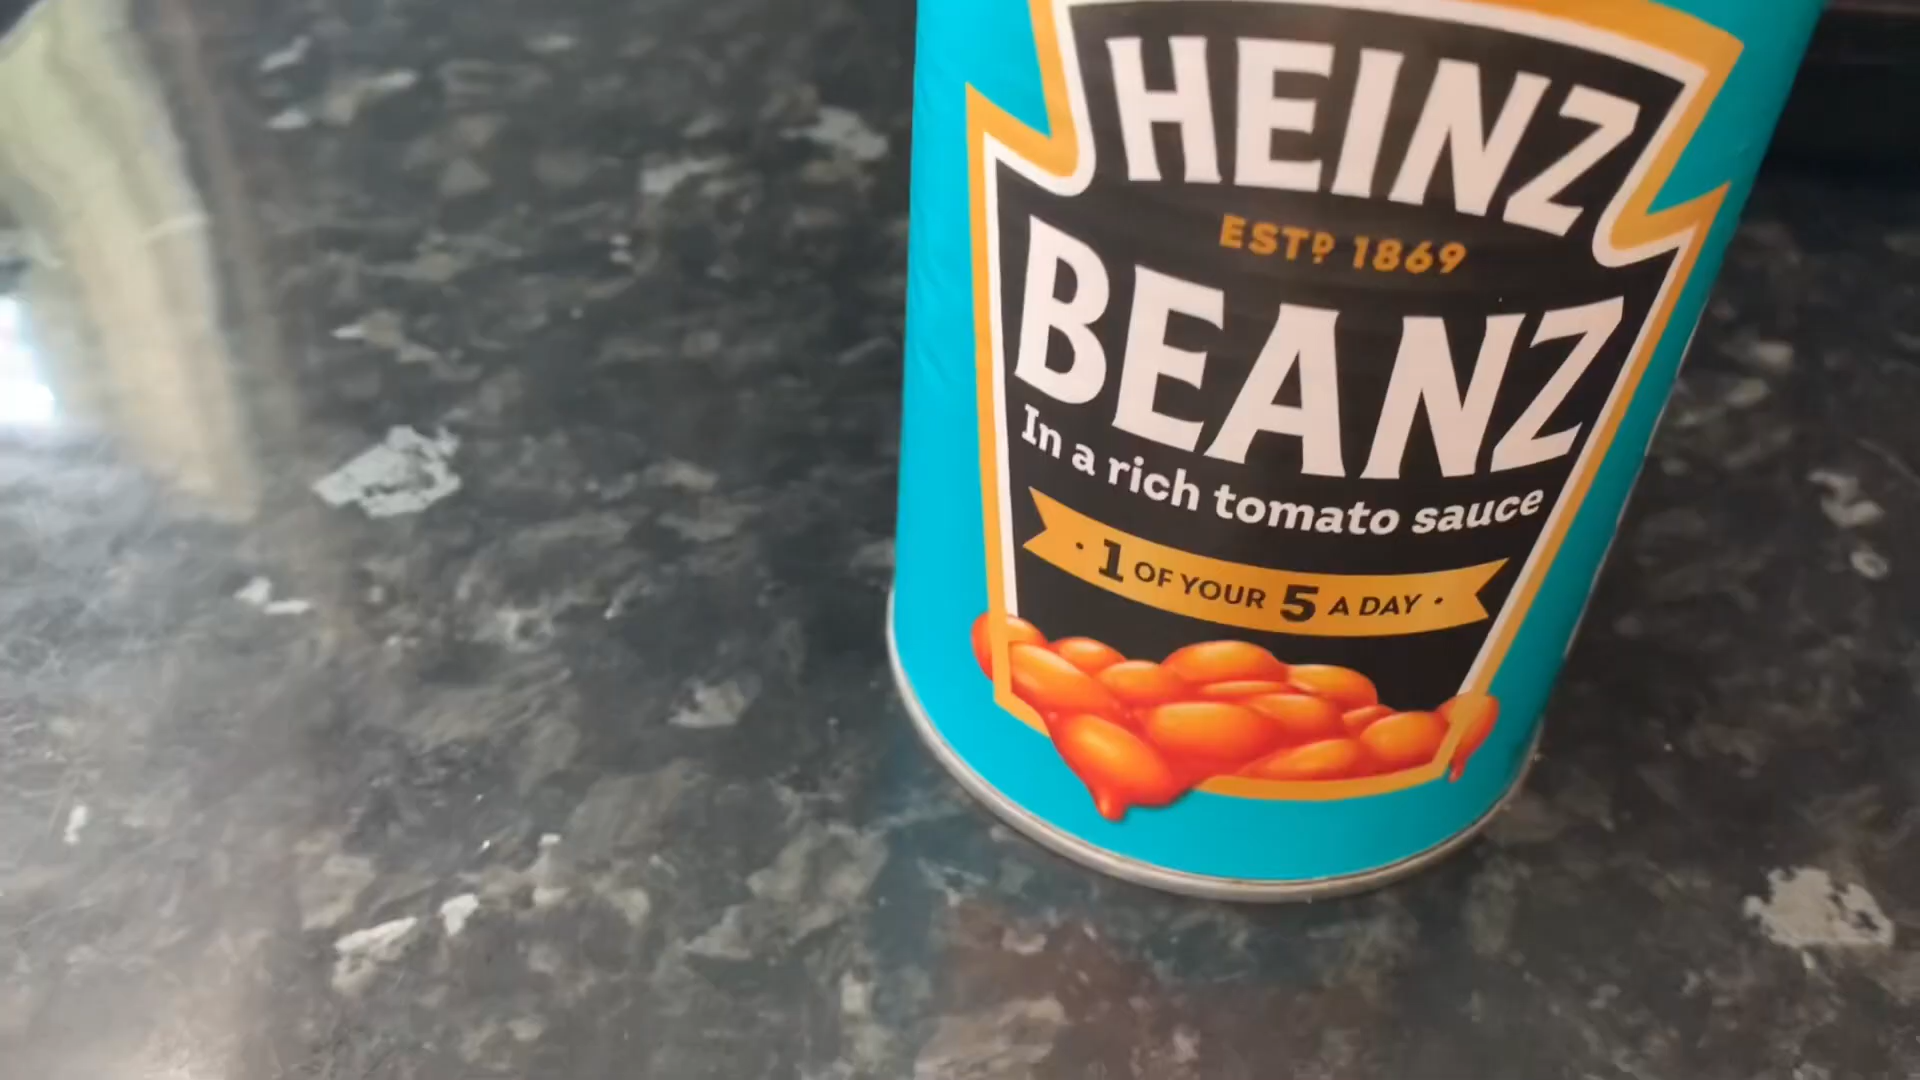 HEINZ
ESTD 1869
BEANZ
In a rich tomato sauce
· 1 OF YOUR 5 A DAY ·